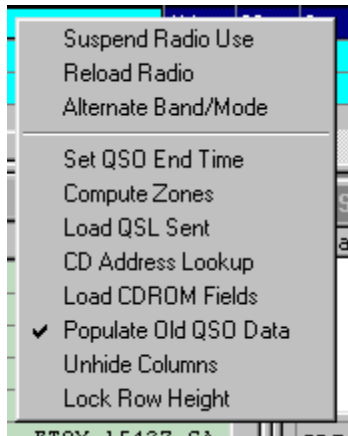 Suspend Radio Use
Reload Radio
Alternate Band/Mode
Set QSO End Time
Compute Zones
Load QSL Sent
CD Address Lookup
Load CDROM Fields
Populate Old QSO Data
Unhide Columns
Lock Row Height